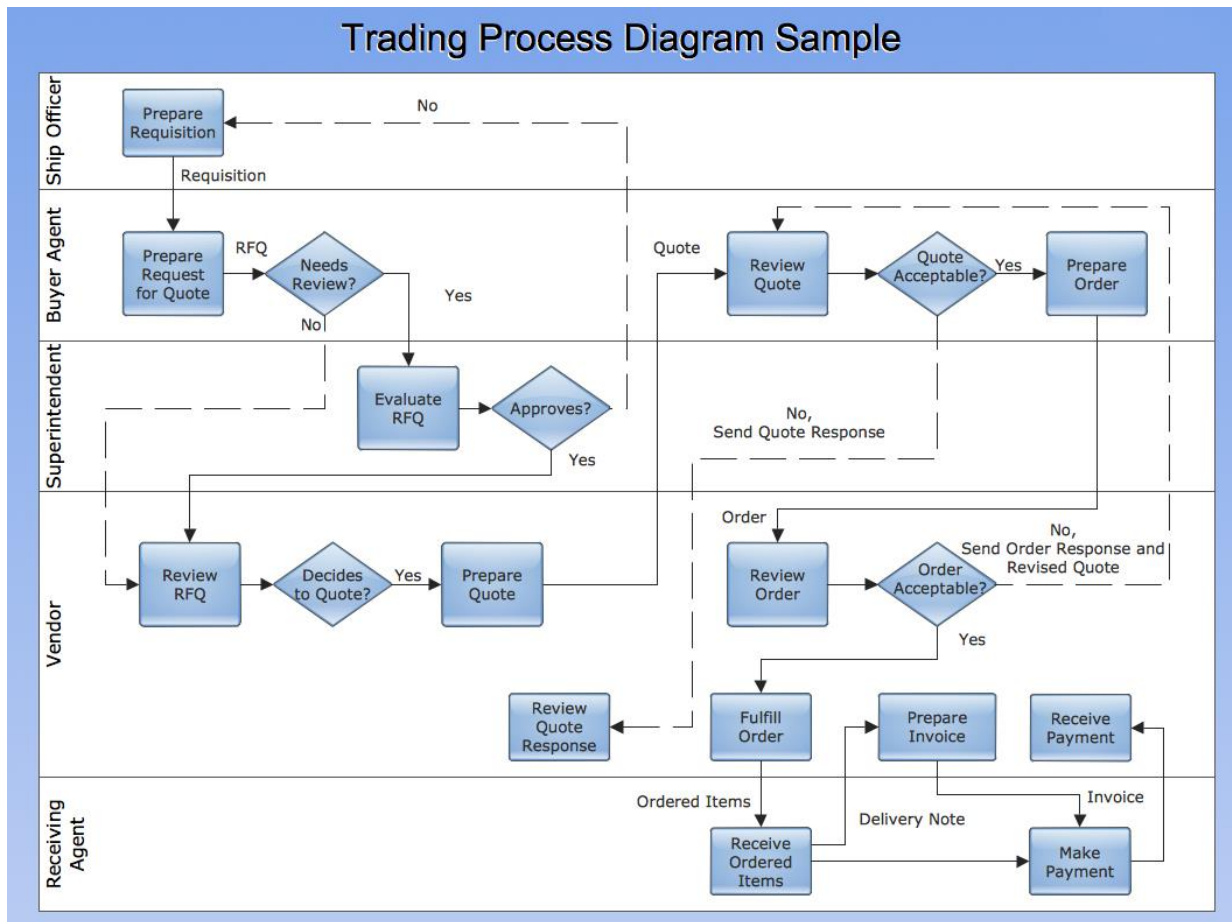 Trading Process Diagram Sample
Ship Officer
Prepare
Requisition
No
Requisition
Buyer Agent
Prepare
Request
for Quote
RFQ
Needs
Review?
Yes
No
Quote
Review
Quote
Quote
Acceptable?
Yes
Prepare
Order
Superintendent
Evaluate
RFQ
Approves?
Yes
No,
Send Quote Response
Vendor
Review
RFQ
Decides
to Quote?
Yes
Prepare
Quote
Order
Review
Order
Order
Acceptable?
No,
Send Order Response and
Revised Quote
Yes
Review
Quote
Response
Fulfill
Order
Prepare
Invoice
Receive
Payment
Receiving
Agent
Ordered Items
Receive
Ordered
Items
Delivery Note
Invoice
Make
Payment